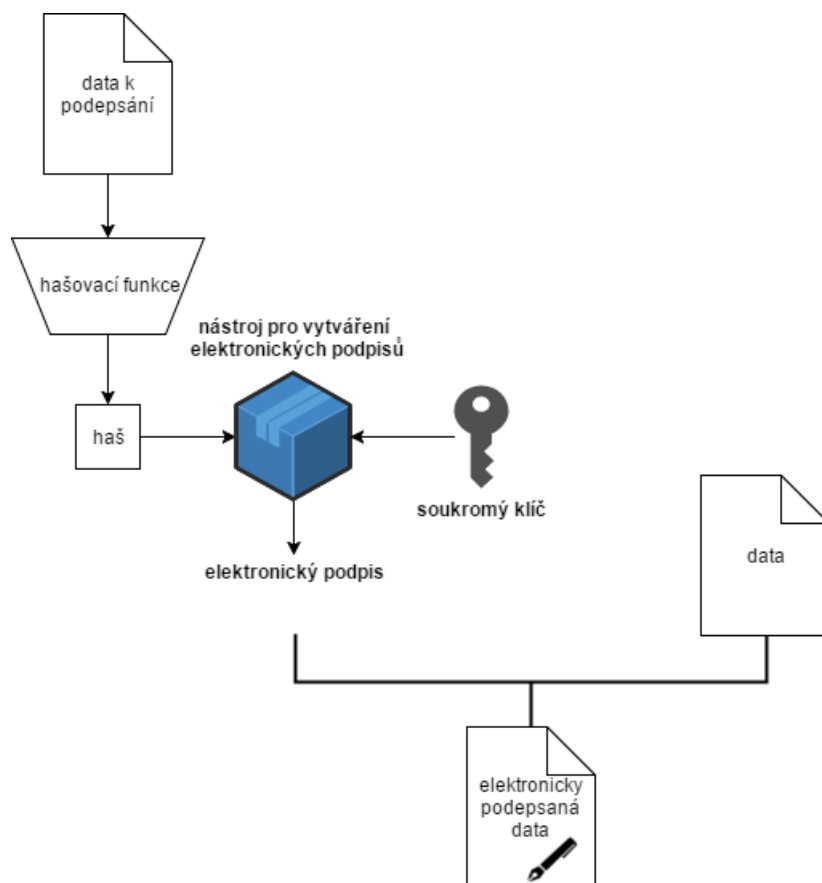 data k
podepsání
hašovací funkce
nástroj pro vytváření
elektronických podpisů
haš
soukromý klíč
elektronický podpis
data
elektronicky
podepsaná
data